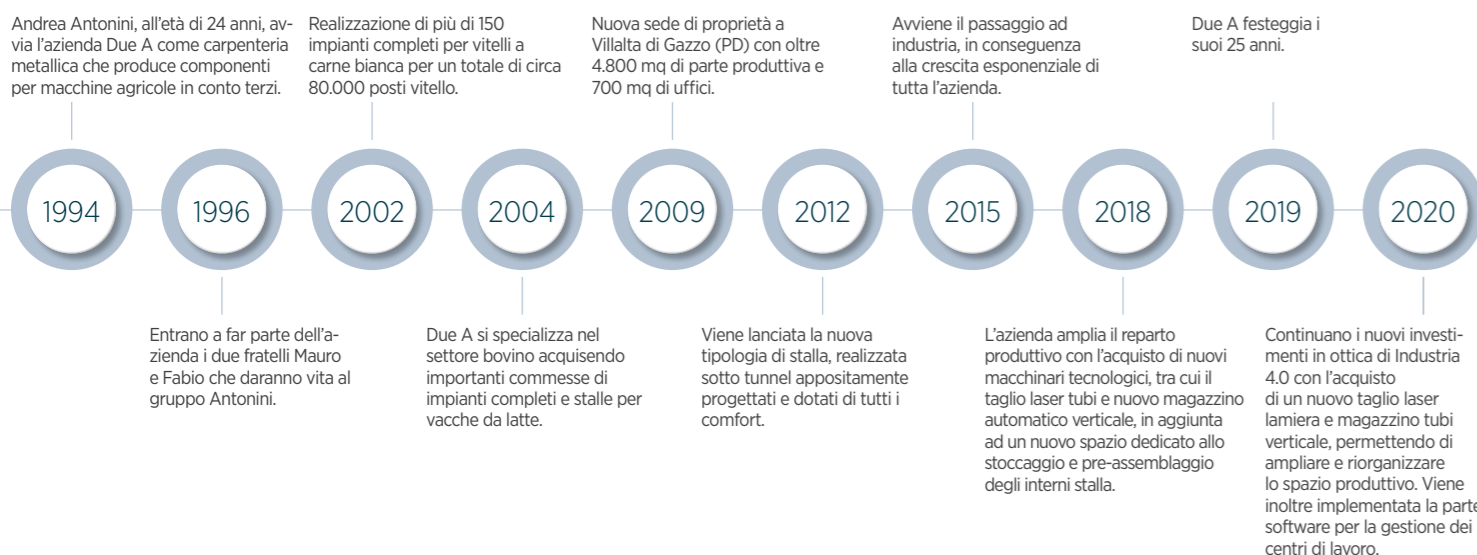 Andrea Antonini, all'età di 24 anni, av-
via l'azienda Due A come carpenteria
metallica che produce componenti
per macchine agricole in conto terzi.
Realizzazione di più di 150
impianti completi per vitelli a
carne bianca per un totale di circa
80.000 posti vitello.
Nuova sede di proprietà a
Villalta di Gazzo (PD) con oltre
4.800 mq di parte produttiva e
700 mq di uffici.
Avviene il passaggio ad
industria, in conseguenza
alla crescita esponenziale di
tutta l'azienda.
Due A festeggia i
suoi 25 anni.
1994
1996
2002
2004
2009
2012
2015
2018
2019
2020
Entrano a far parte dell'a-
zienda i due fratelli Mauro
e Fabio che daranno vita al
gruppo Antonini.
Due A si specializza nel
settore bovino acquisendo
importanti commesse di
impianti completi e stalle per
vacche da latte.
Viene lanciata la nuova
tipologia di stalla, realizzata
sotto tunnel appositamente
progettati e dotati di tutti i
comfort.
L'azienda amplia il reparto
produttivo con l'acquisto di nuovi
macchinari tecnologici, tra cui il
taglio laser tubi e nuovo magazzino
automatico verticale, in aggiunta
ad un nuovo spazio dedicato allo
stoccaggio e pre-assemblaggio
degli interni stalla.
Continuano i nuovi investi-
menti in ottica di Industria
4.0 con l'acquisto
di un nuovo taglio laser
lamiera e magazzino tubi
verticale, permettendo di
ampliare e riorganizzare
lo spazio produttivo. Viene
inoltre implementata la parte
software per la gestione dei
centri di lavoro.